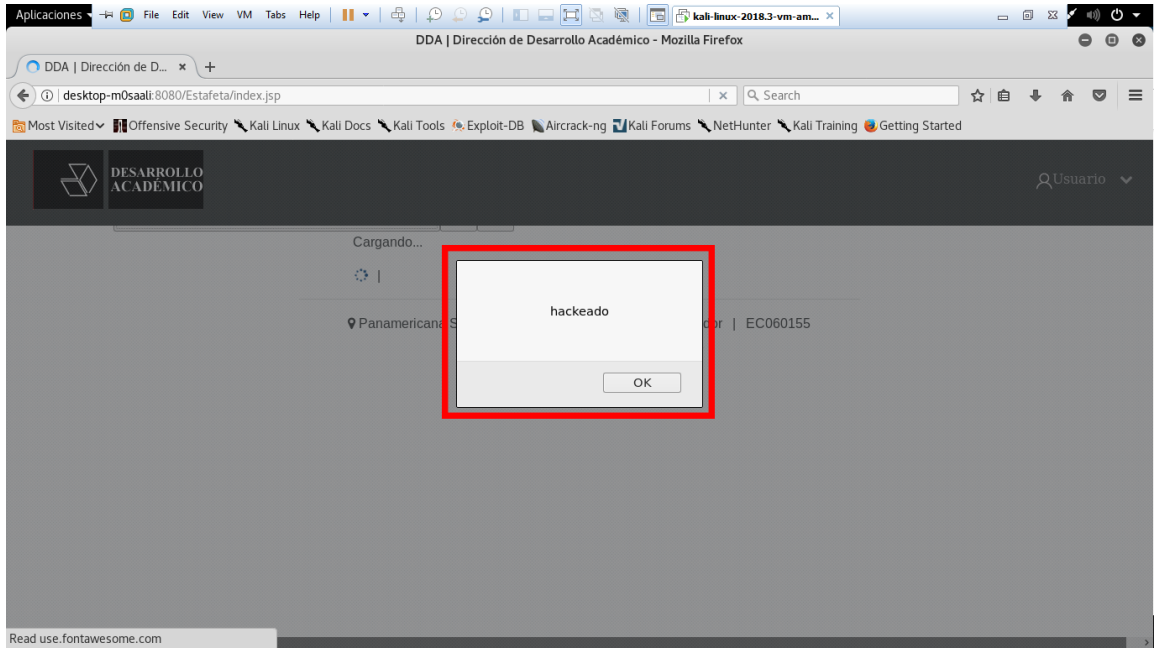 Aplicaciones File Edit View VM Tabs Help kali-linux-2018.3-vm-am...
DDA | Dirección de Desarrollo Académico - Mozilla Firefox
DDA | Dirección de D...
desktop-m0saali:8080/Estafeta/index.jsp Search
Most Visited Offensive Security Kali Linux Kali Docs Kali Tools Exploit-DB Aircrack-ng Kali Forums NetHunter Kali Training Getting Started
DESARROLLO
ACADÉMICO
Usuario
Cargando...
|
hackeado
Panamericana S dor | EC060155
OK
Read use.fontawesome.com